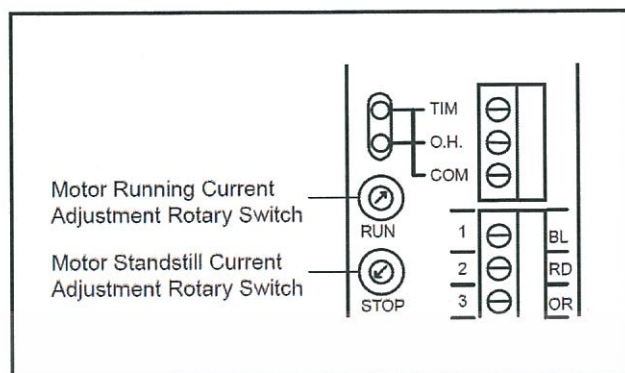 TIM
O.H.
COM
Motor Running Current
Adjustment Rotary Switch
RUN
Motor Standstill Current
Adjustment Rotary Switch
STOP
1 BL
2 RD
3 OR